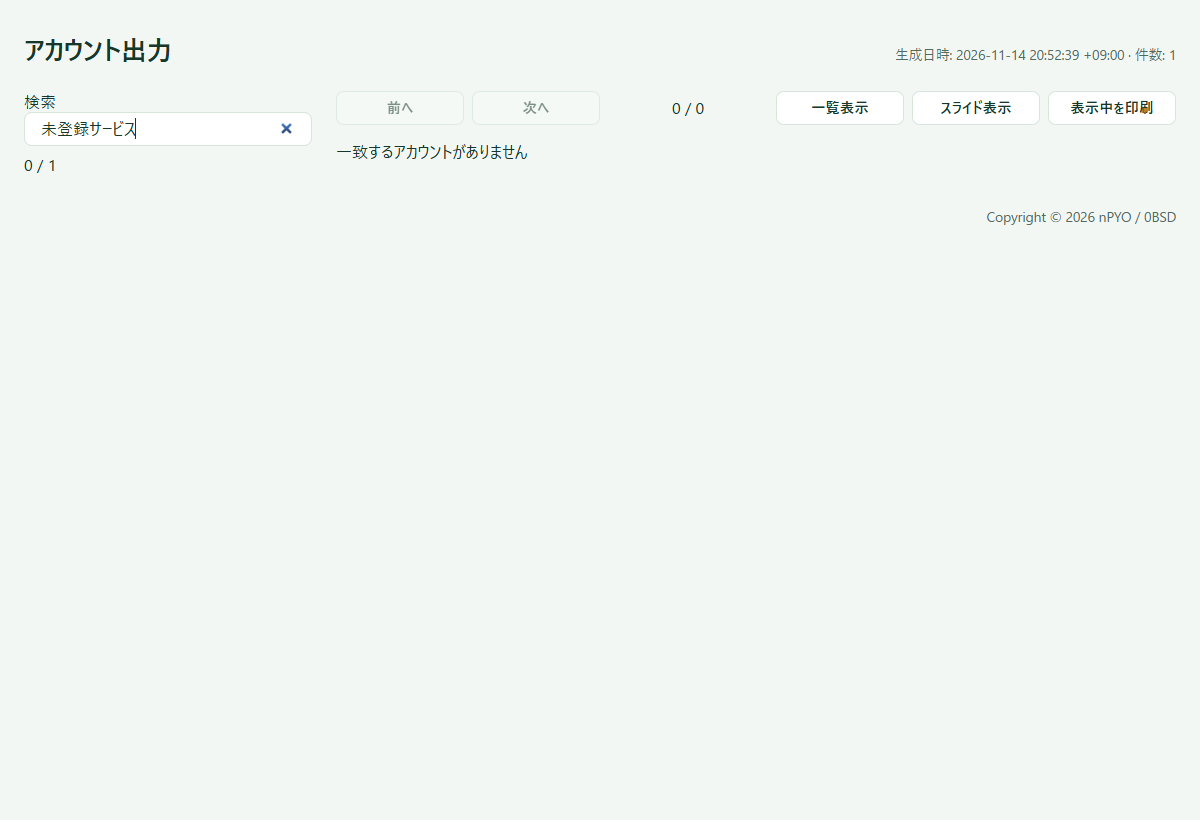 アカウント出力
生成日時: 2026-11-14 20:52:39 +09:00 · 件数: 1
検索
未登録サービス
0 / 1
前へ
次へ
0 / 0
一覧表示
スライド表示
表示中を印刷
一致するアカウントがありません
Copyright © 2026 nPYO / 0BSD